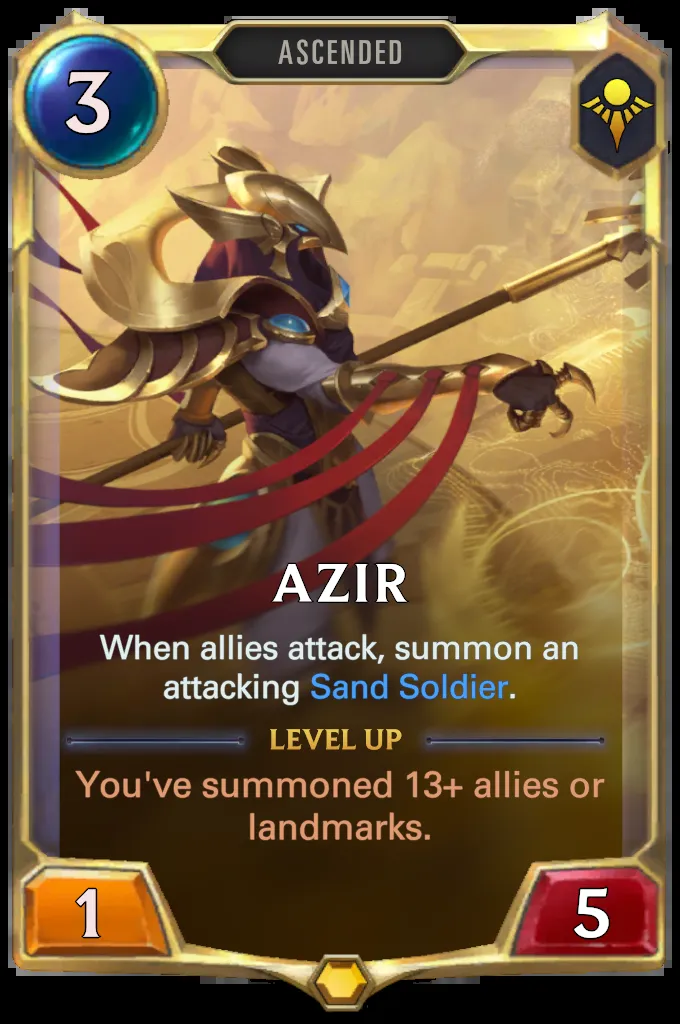 ASCENDED
3
AZIR
When allies attack, summon an
attacking Sand Soldier.
LEVEL UP
You've summoned 13+ allies or
landmarks.
1
5